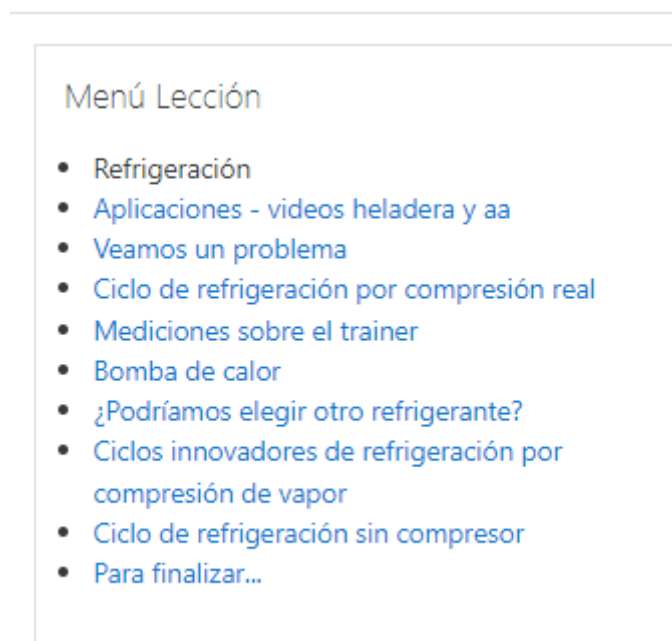 Menú Lección
Refrigeración
Aplicaciones - videos heladera y aa
Veamos un problema
Ciclo de refrigeración por compresión real
Mediciones sobre el trainer
Bomba de calor
¿Podríamos elegir otro refrigerante?
Ciclos innovadores de refrigeración por
compresión de vapor
Ciclo de refrigeración sin compresor
Para finalizar...